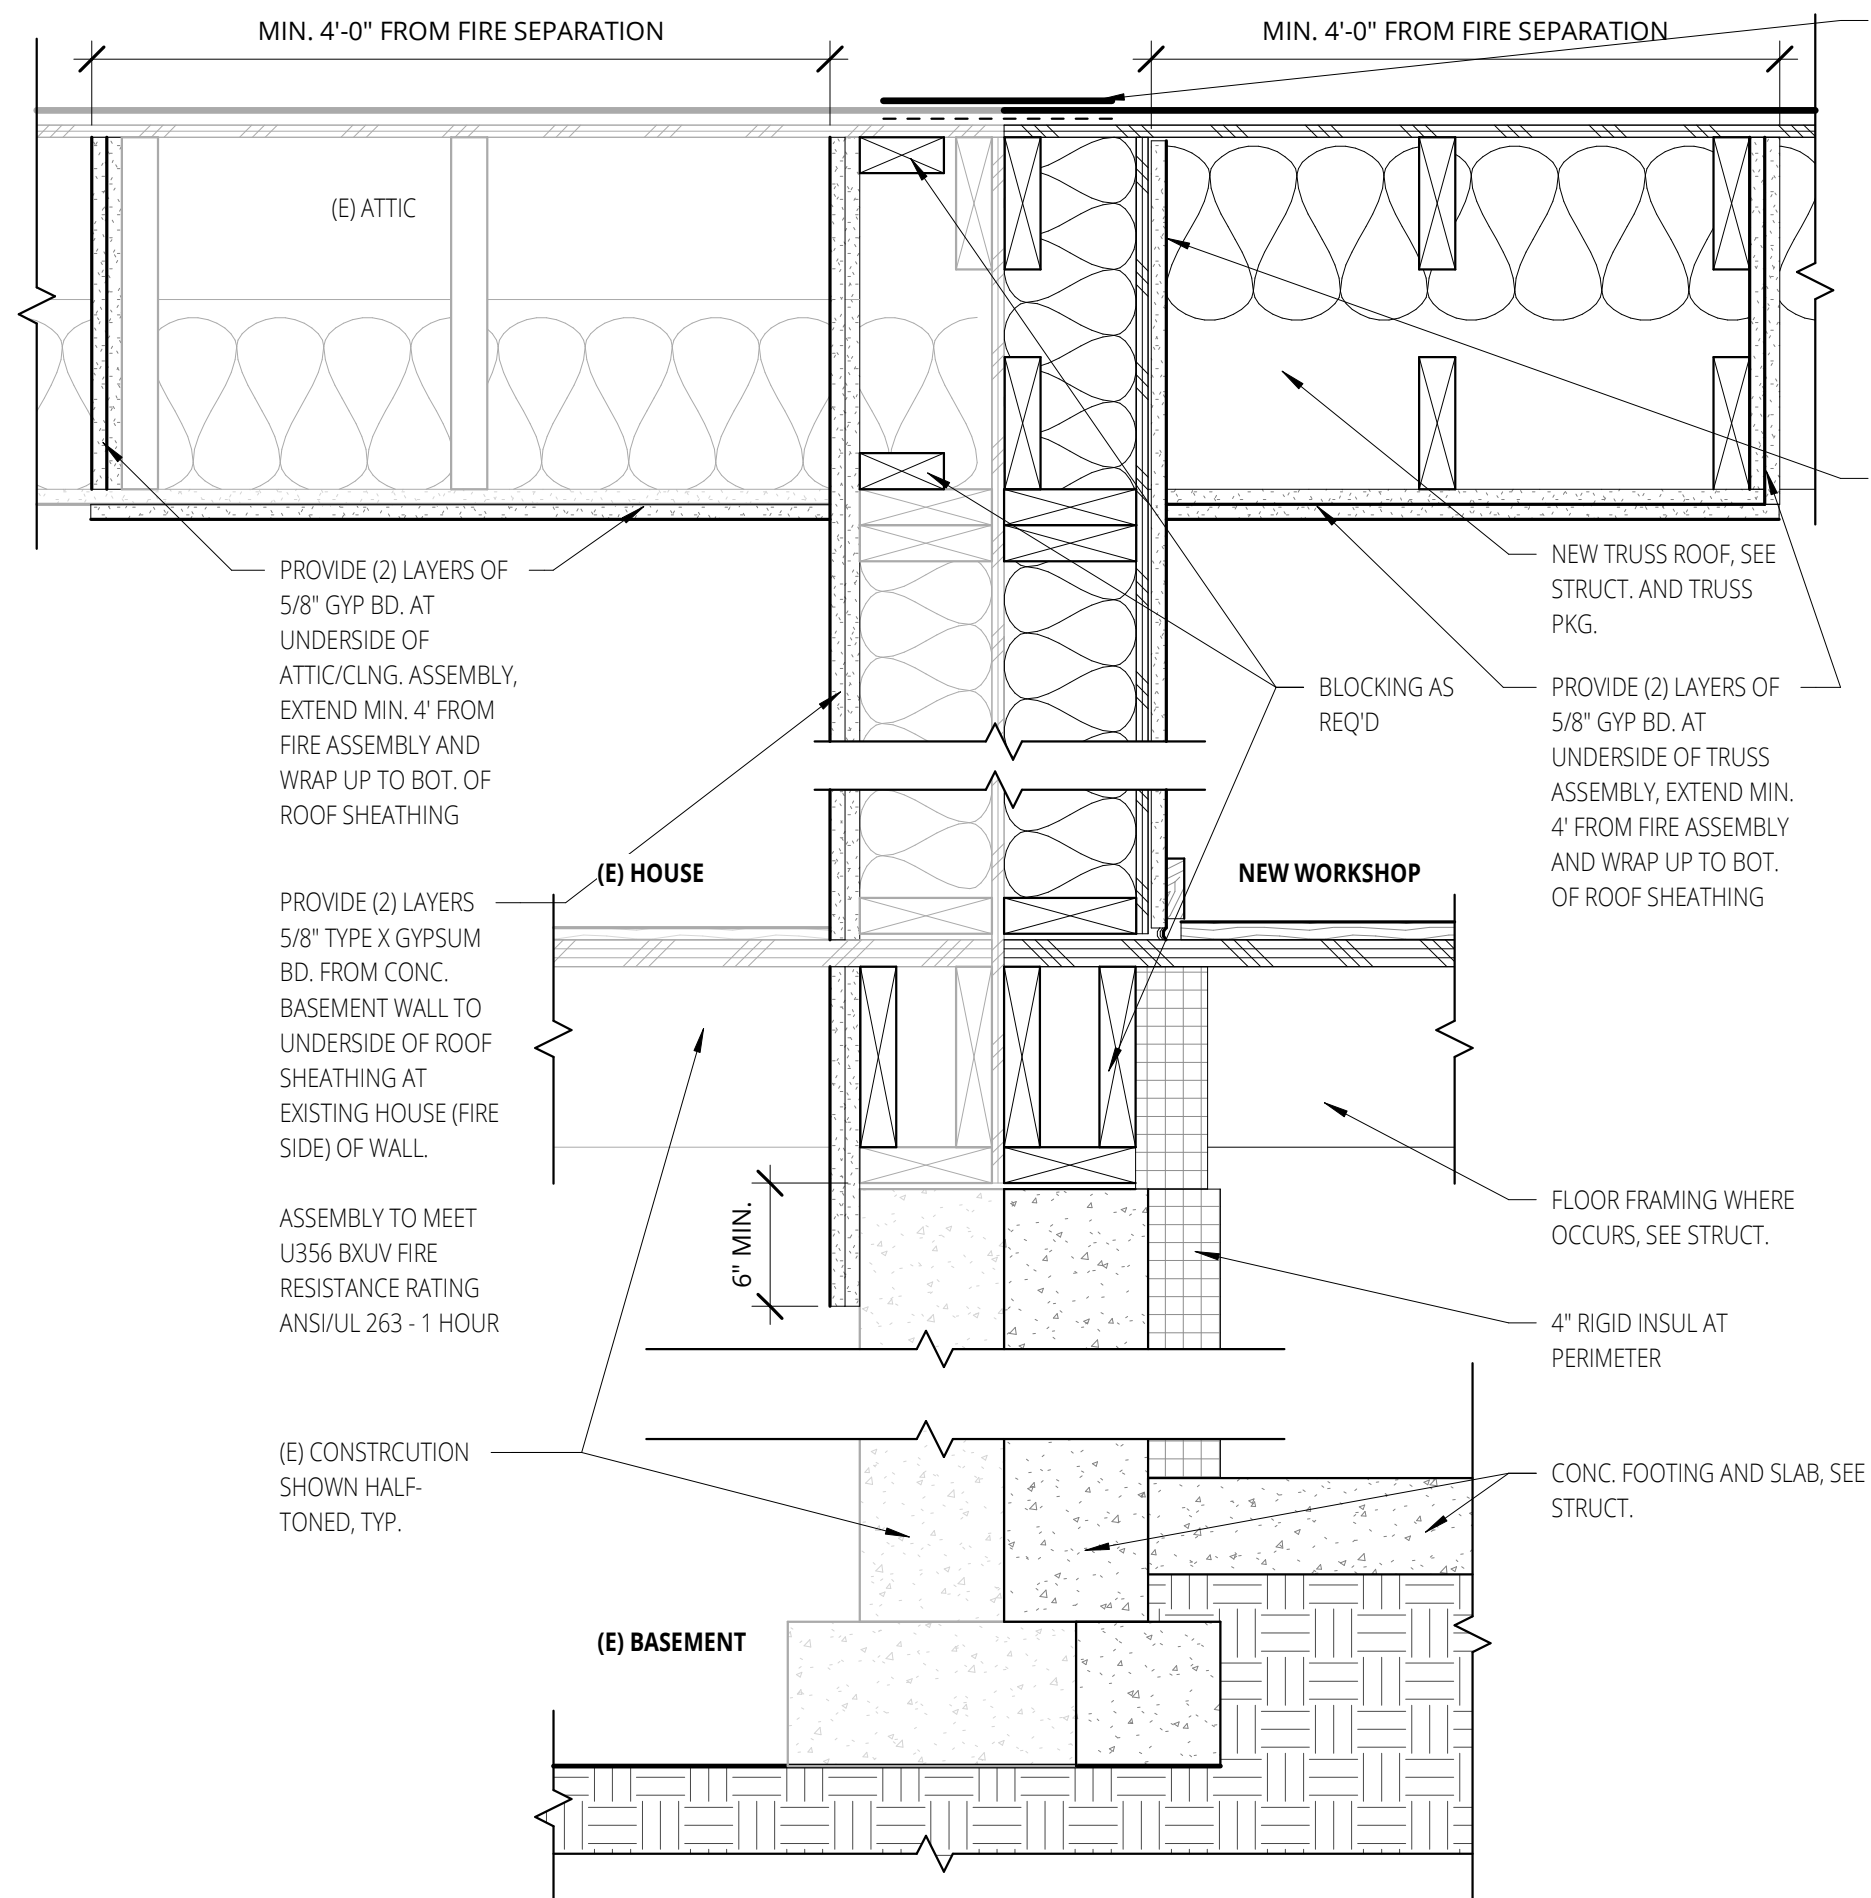 MIN. 4'-0" FROM FIRE SEPARATION
MIN. 4'-0" FROM FIRE SEPARATION
(E) ATTIC
PROVIDE (2) LAYERS OF
5/8" GYP BD. AT
UNDERSIDE OF
ATTIC/CLNG. ASSEMBLY,
EXTEND MIN. 4' FROM
FIRE ASSEMBLY AND
WRAP UP TO BOT. OF
ROOF SHEATHING
NEW TRUSS ROOF, SEE
STRUCT. AND TRUSS
PKG.
BLOCKING AS
REQ'D
PROVIDE (2) LAYERS OF
5/8" GYP BD. AT
UNDERSIDE OF TRUSS
ASSEMBLY, EXTEND MIN.
4' FROM FIRE ASSEMBLY
AND WRAP UP TO BOT.
OF ROOF SHEATHING
(E) HOUSE
NEW WORKSHOP
PROVIDE (2) LAYERS
5/8" TYPE X GYPSUM
BD. FROM CONC.
BASEMENT WALL TO
UNDERSIDE OF ROOF
SHEATHING AT
EXISTING HOUSE (FIRE
SIDE) OF WALL.
ASSEMBLY TO MEET
U356 BXUV FIRE
RESISTANCE RATING
ANSI/UL 263 - 1 HOUR
6" MIN.
FLOOR FRAMING WHERE
OCCURS, SEE STRUCT.
4" RIGID INSUL AT
PERIMETER
(E) CONSTRCUTION
SHOWN HALF-
TONED, TYP.
CONC. FOOTING AND SLAB, SEE
STRUCT.
(E) BASEMENT